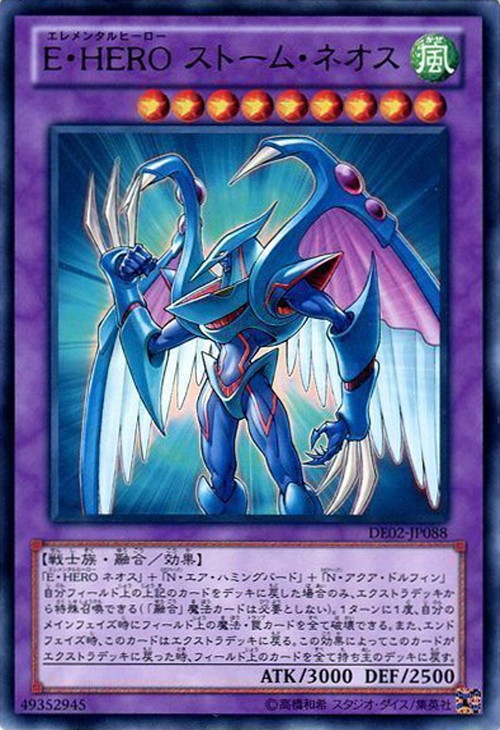 エレメンタルヒーロー
E・HERO ストーム・ネオス
風
DE02-JP088
【戦士族・融合/効果】
「E・HERO ネオス」+「N・エア・ハミングバード」+「N・アクア・ドルフィン」
自分フィールド上の上記のカードをデッキに戻した場合のみ、エクストラデッキか
ら特殊召喚できる(「融合」魔法カードは必要としない)。1ターンに1度、自分の
メインフェイズ時にフィールド上の魔法・罠カードを全て破壊できる。また、エンド
フェイズ時、このカードはエクストラデッキに戻る。この効果によってこのカードが
エクストラデッキに戻った時、フィールド上のカードを全て持ち主のデッキに戻す。
ATK/3000 DEF/2500
49352945 ©高橋和希 スタジオ・ダイス/集英社